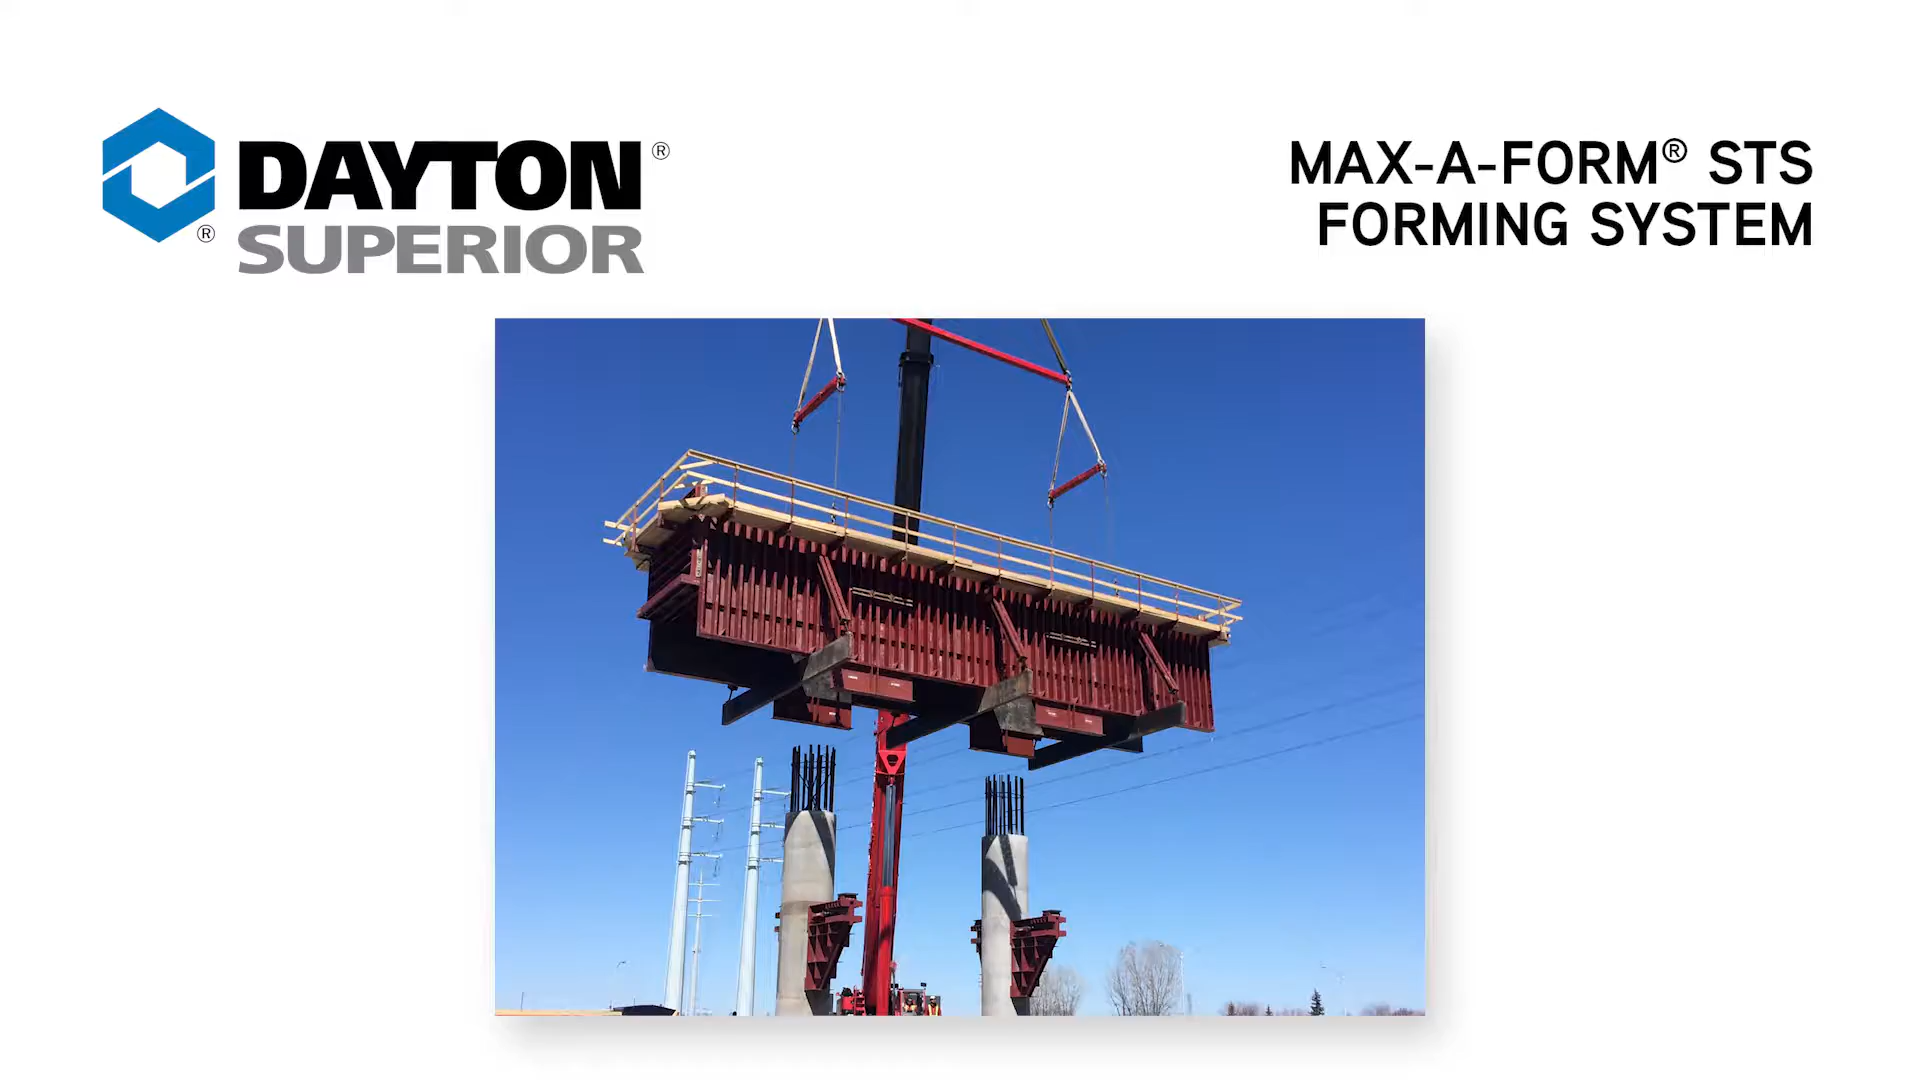 DAYTON®
® SUPERIOR
MAX-A-FORM® STS
FORMING SYSTEM